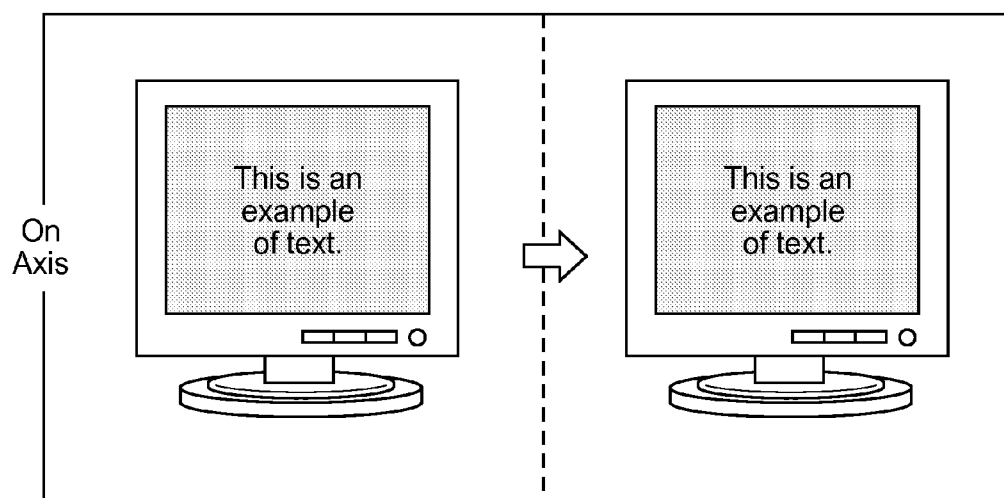 On
Axis
This is an
example
of text.
This is an
example
of text.